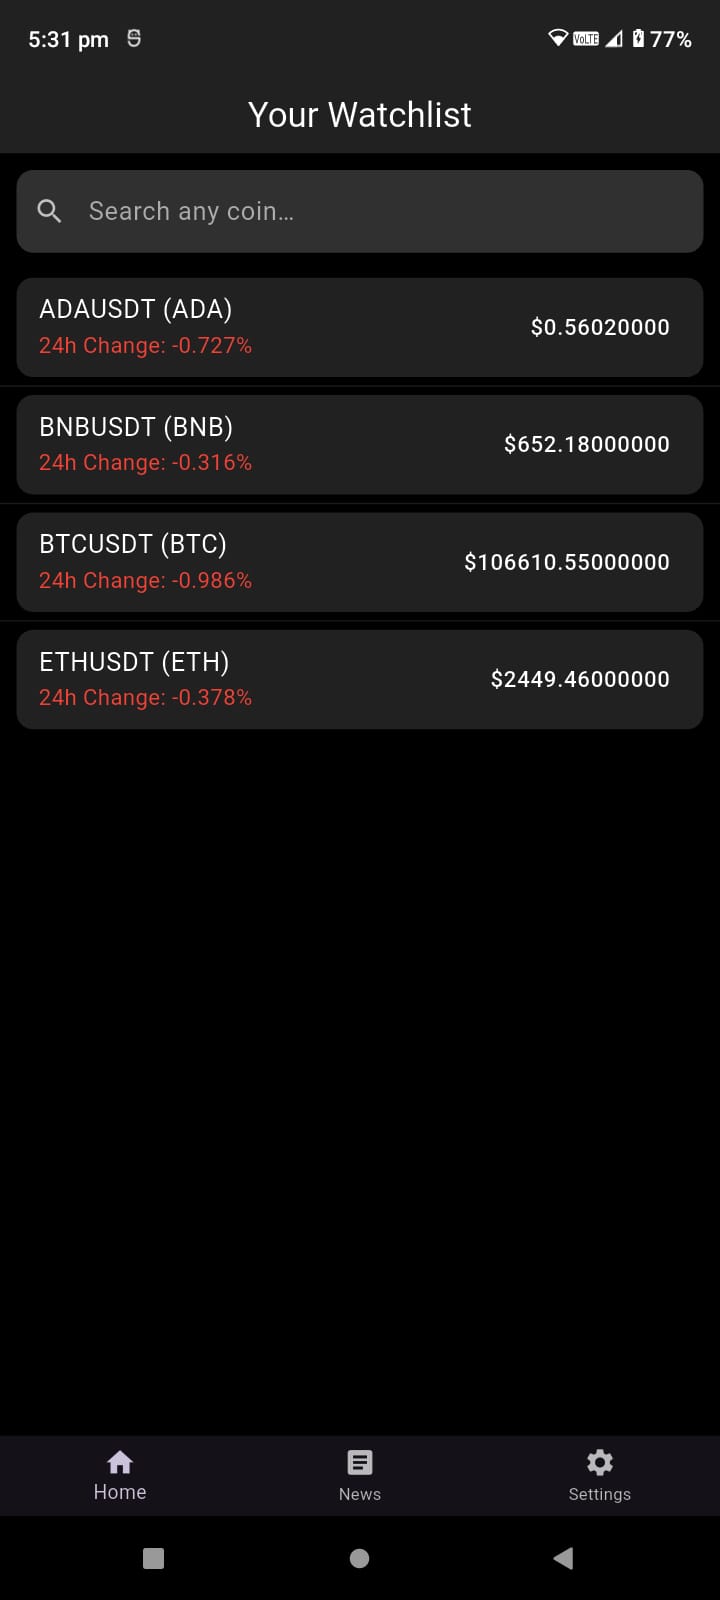 5:31 pm
VoLTE
77%
Your Watchlist
Search any coin...
ADAUSDT (ADA)
24h Change: -0.727%
$0.56020000
BNBUSDT (BNB)
24h Change: -0.316%
$652.18000000
BTCUSDT (BTC)
24h Change: -0.986%
$106610.55000000
ETHUSDT (ETH)
24h Change: -0.378%
$2449.46000000
Home
News
Settings